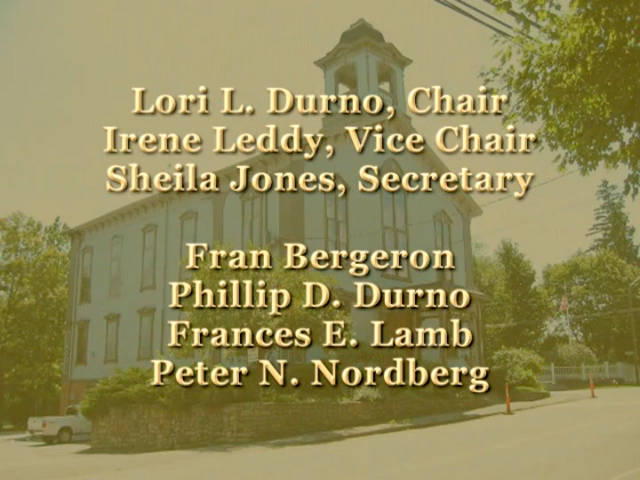 Lori L. Durno, Chair
Irene Leddy, Vice Chair
Sheila Jones, Secretary
Fran Bergeron
Phillip D. Durno
Frances E. Lamb
Peter N. Nordberg